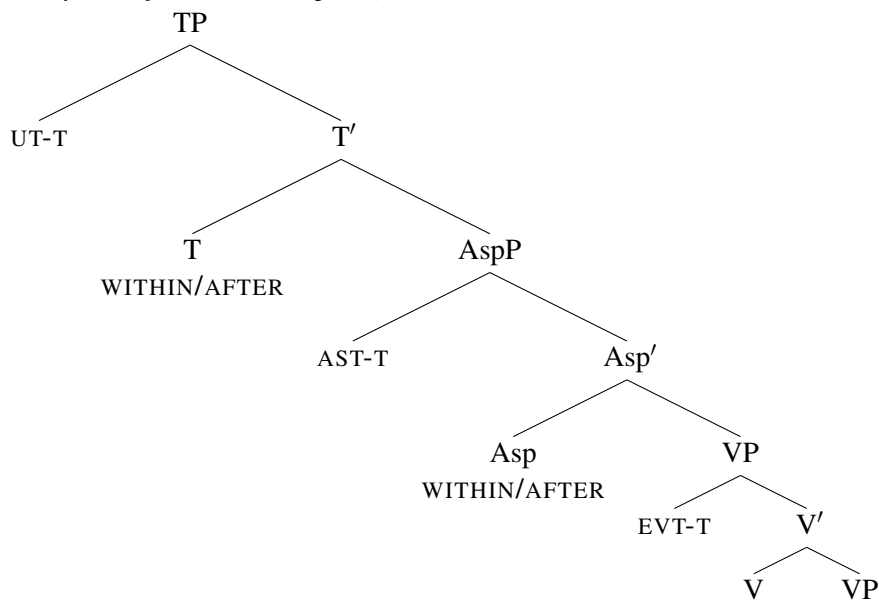 TP
UT-T T′
T AspP
WITHIN/AFTER
AST-T Asp′
Asp VP
WITHIN/AFTER
EVT-T V′
V VP